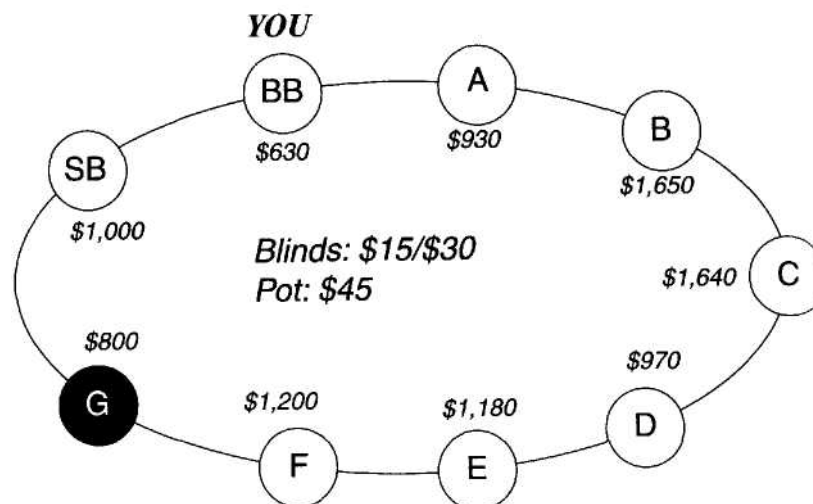 YOU
BB
$630
A
$930
B
$1,650
SB
$1,000
Blinds: $15/$30
Pot: $45
C
$1,640
$800
G
$1,200
F
$1,180
E
$970
D